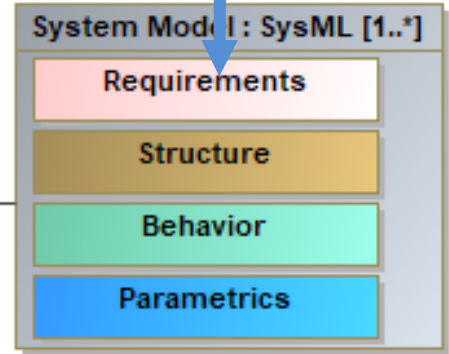 System Model : SysML [1..*]
Requirements
Structure
Behavior
Parametrics